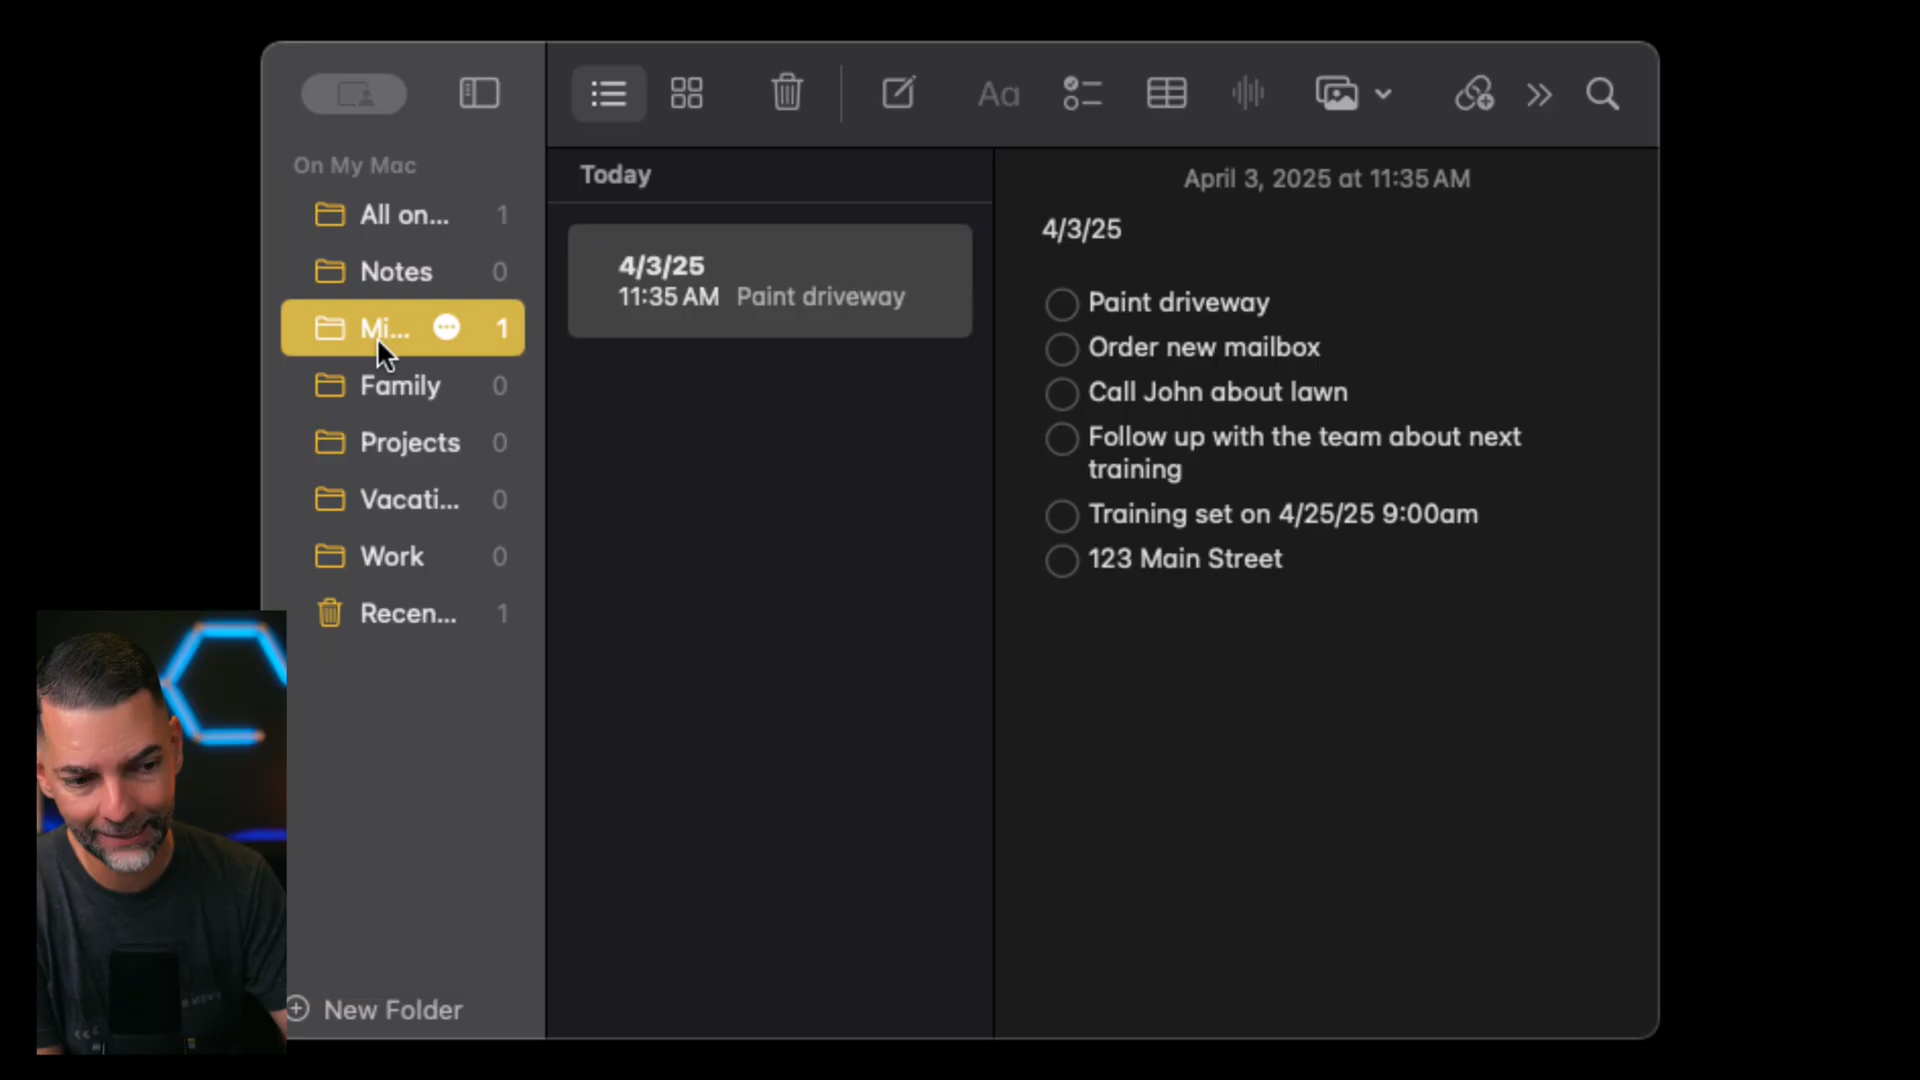 On My Mac
All on... 1
Notes 0
Mi... 1
Family 0
Projects 0
Vacati... 0
Work 0
Recen... 1
New Folder
Aa
Today
4/3/25
11:35 AM Paint driveway
April 3, 2025 at 11:35 AM
4/3/25
Paint driveway
Order new mailbox
Call John about lawn
Follow up with the team about next
training
Training set on 4/25/25 9:00am
123 Main Street